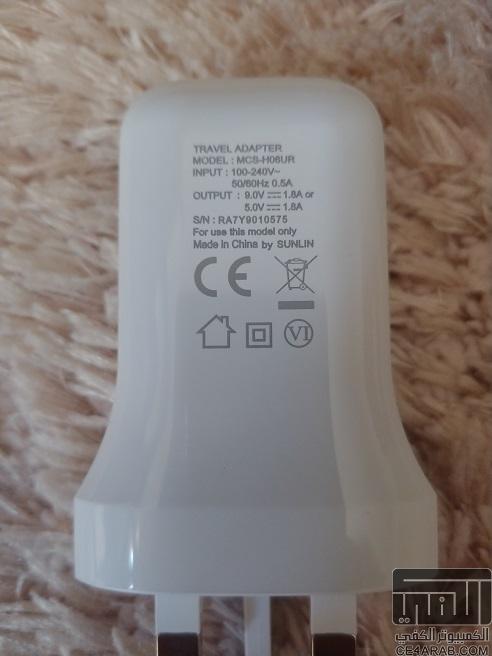 TRAVEL ADAPTER
MODEL : MCS-H06UR
INPUT : 100-240V~
50/60Hz 0.5A
OUTPUT : 9.0V⎓1.8A or
5.0V⎓1.8A
S/N : RA7Y9010575
For use this model only
Made in China by SUNLIN
CE
VI
الكفي
الكمبيوتر الكفي
CE4ARAB.COM